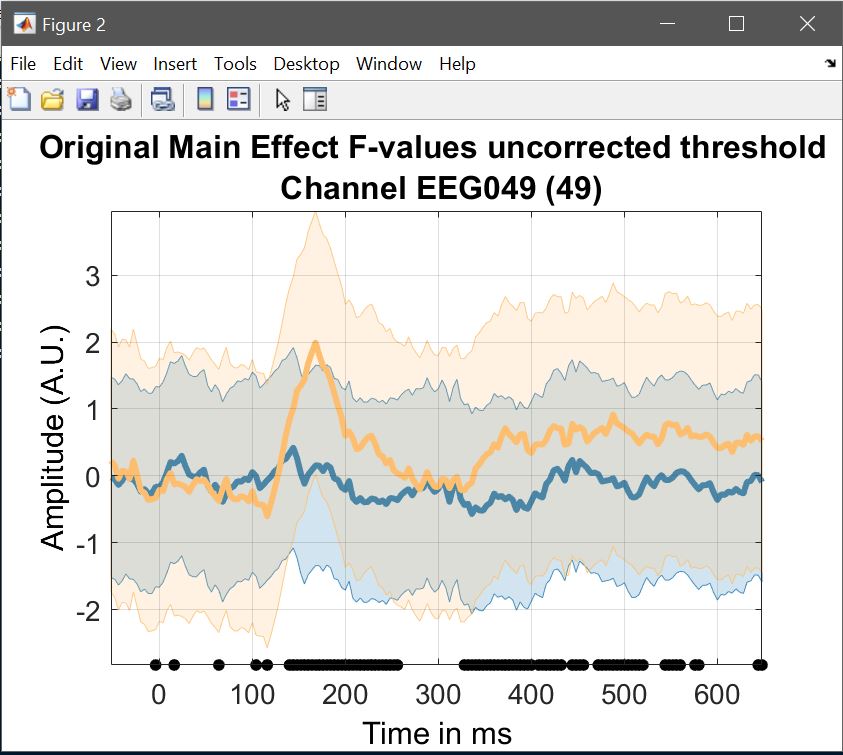 Figure 2
File Edit View Insert Tools Desktop Window Help
Original Main Effect F-values uncorrected threshold
Channel EEG049 (49)
Amplitude (A.U.)
3
2
1
0
-1
-2
0 100 200 300 400 500 600
Time in ms